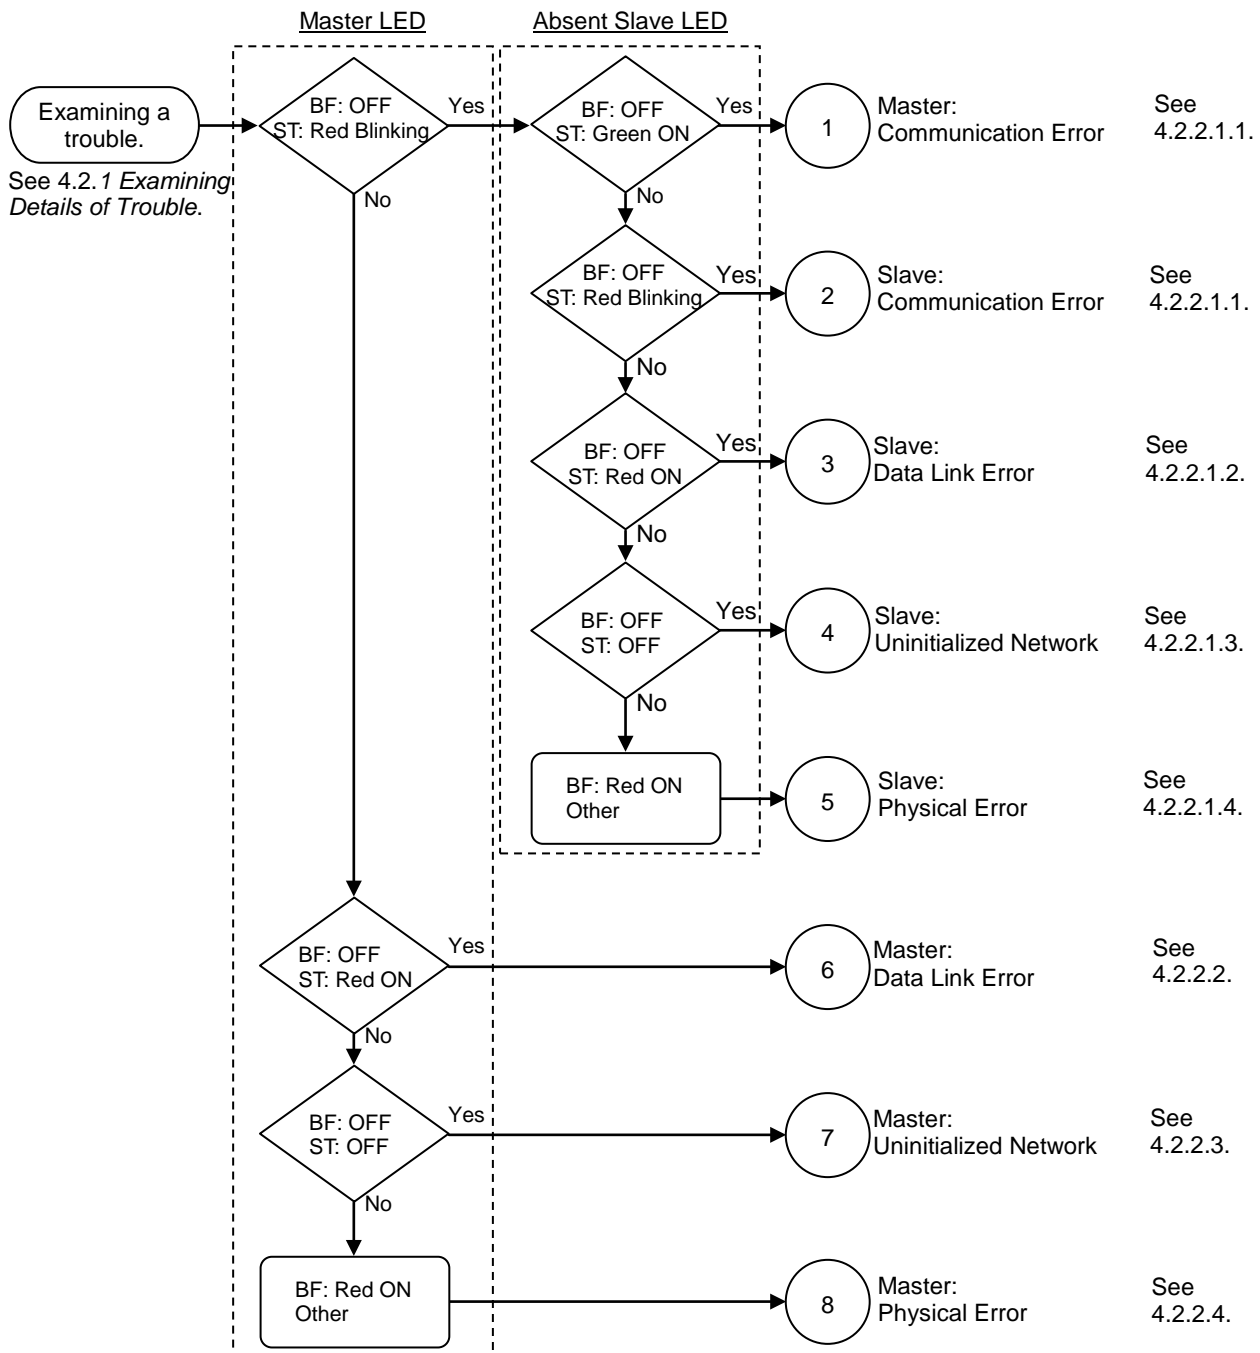 Master LED
Absent Slave LED
Examining a
trouble.
See 4.2.1 Examining
Details of Trouble.
BF: OFF
ST: Red Blinking
Yes
No
BF: OFF
ST: Green ON
Yes
No
1
Master:
Communication Error
See
4.2.2.1.1.
BF: OFF
ST: Red Blinking
Yes
No
2
Slave:
Communication Error
See
4.2.2.1.1.
BF: OFF
ST: Red ON
Yes
No
3
Slave:
Data Link Error
See
4.2.2.1.2.
BF: OFF
ST: OFF
Yes
No
4
Slave:
Uninitialized Network
See
4.2.2.1.3.
BF: Red ON
Other
5
Slave:
Physical Error
See
4.2.2.1.4.
BF: OFF
ST: Red ON
Yes
No
6
Master:
Data Link Error
See
4.2.2.2.
BF: OFF
ST: OFF
Yes
No
7
Master:
Uninitialized Network
See
4.2.2.3.
BF: Red ON
Other
8
Master:
Physical Error
See
4.2.2.4.